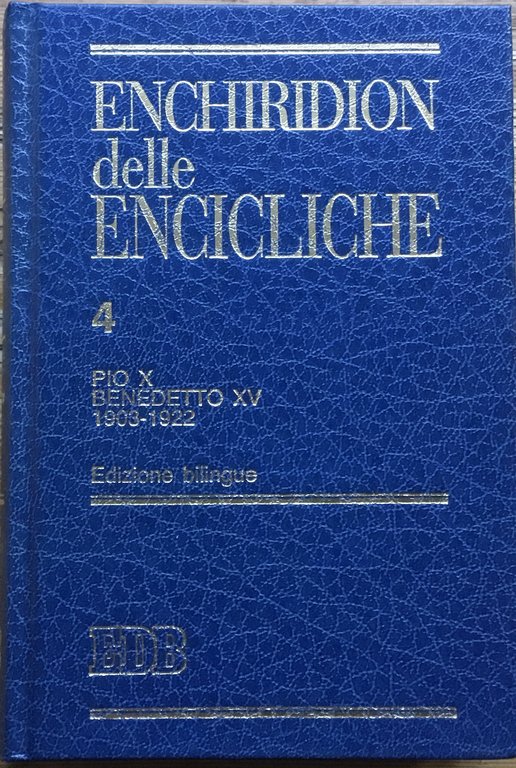 ENCHIRIDION
delle
ENCICLICHE
4
PIO X
BENEDETTO XV
1903-1922
Edizione bilingue
EDB